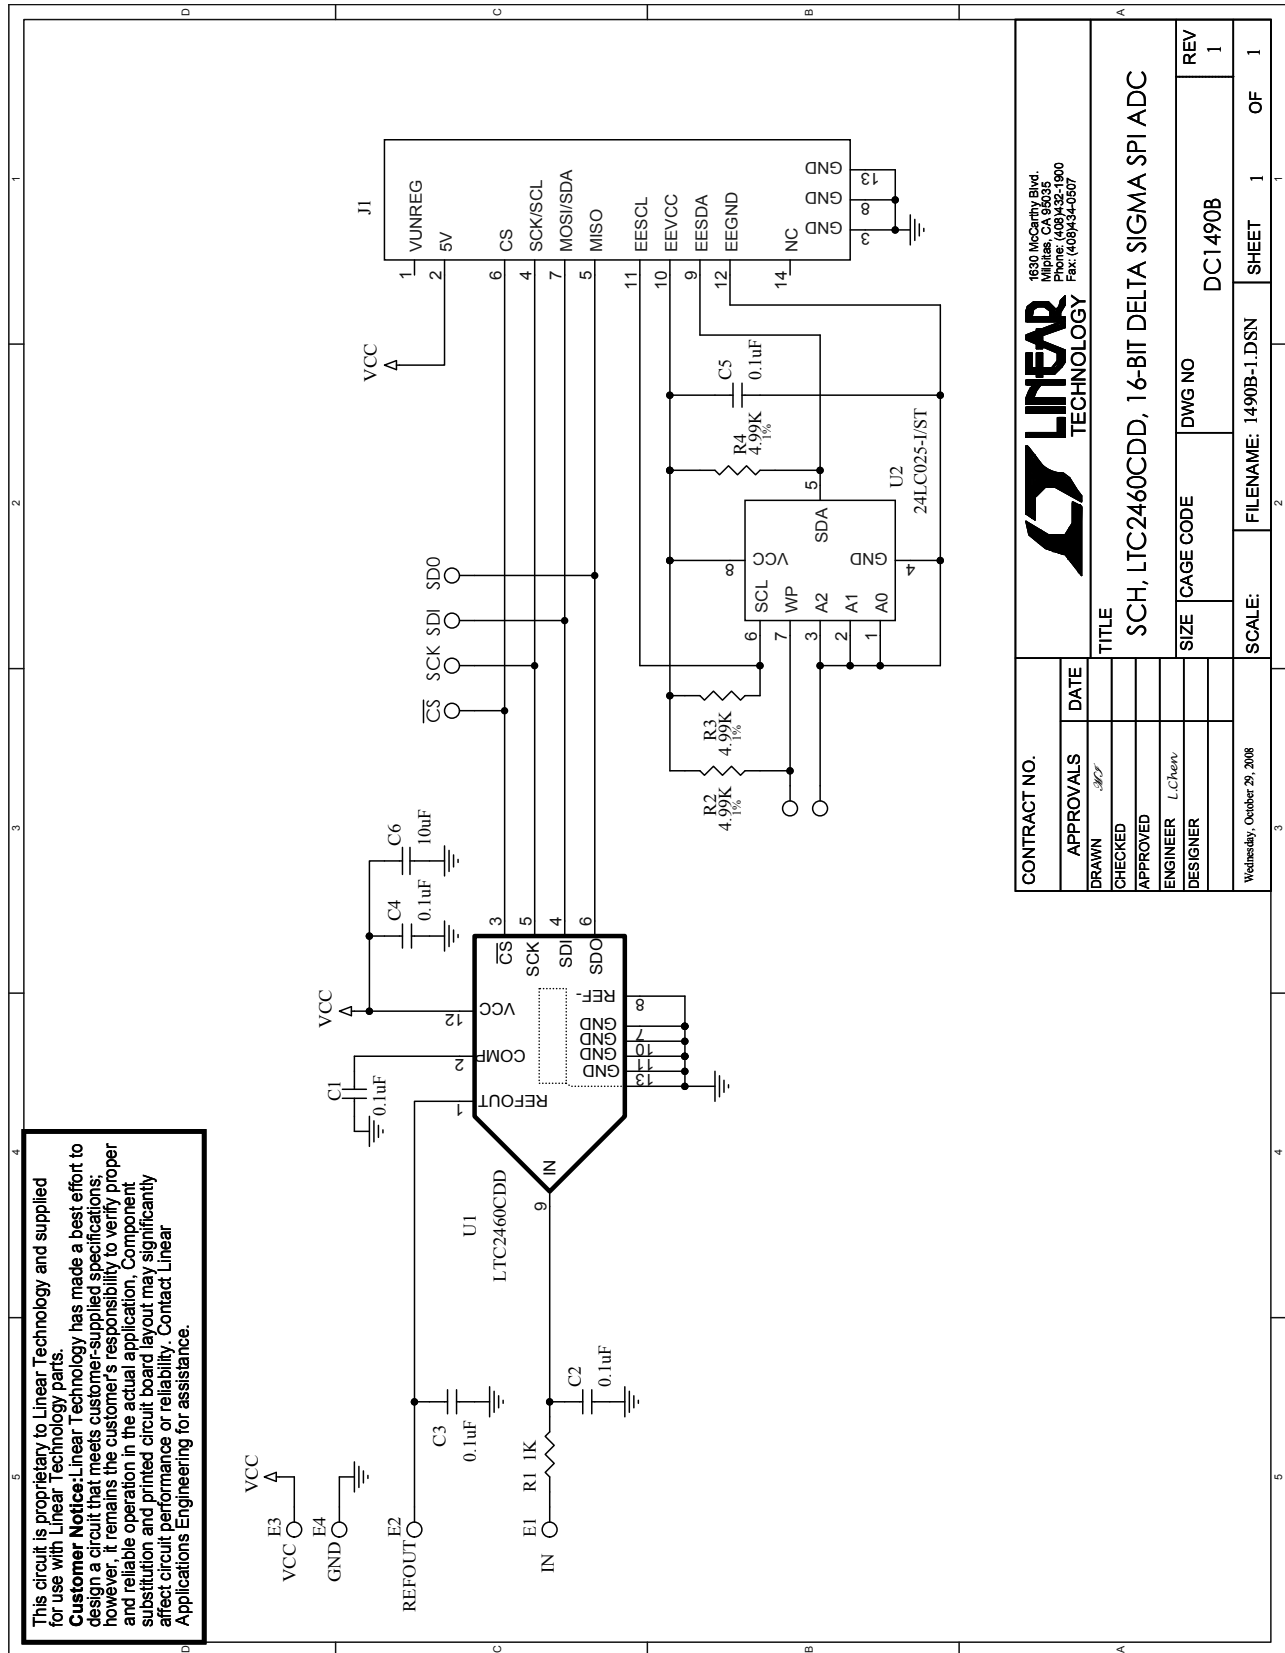 This circuit is proprietary to Linear Technology and supplied
for use with Linear Technology parts.
Customer Notice:Linear Technology has made a best effort to
design a circuit that meets customer-supplied specifications;
however, it remains the customer's responsibility to verify proper
and reliable operation in the actual application, Component
substitution and printed circuit board layout may significantly
affect circuit performance or reliability. Contact Linear
Applications Engineering for assistance.
5
4
3
2
1
D
C
B
A
VCC
E3
VCC
E4
GND
E2
REFOUT
E1
IN
R1 1K
C3
0.1uF
C2
0.1uF
U1
LTC2460CDD
C1
0.1uF
VCC
C4
0.1uF
C6
10uF
1
REFOUT
2
COMP
12
VCC
9
IN
3
CS
5
SCK
4
SDI
6
SDO
13
11
10
7
8
GND
GND
GND
GND
REF-
CS
SCK
SDI
SDO
VCC
J1
1
VUNREG
2
5V
6
CS
4
SCK/SCL
7
MOSI/SDA
5
MISO
11
EESCL
10
EEVCC
9
EESDA
12
EEGND
14
NC
GND
3
GND
8
GND
13
R2
4.99K
1%
R3
4.99K
1%
R4
4.99K
1%
C5
0.1uF
U2
24LC025-I/ST
6
SCL
7
WP
3
A2
2
A1
1
A0
8
VCC
5
SDA
GND
4
CONTRACT NO.
APPROVALS
DATE
DRAWN
CHECKED
APPROVED
ENGINEER
L.Chen
DESIGNER
Wednesday, October 29, 2008
LINEAR
TECHNOLOGY
1630 McCarthy Blvd.
Milpitas, CA 95035
Phone: (408)432-1900
Fax: (408)434-0507
TITLE
SCH, LTC2460CDD, 16-BIT DELTA SIGMA SPI ADC
SIZE
CAGE CODE
DWG NO
DC1490B
REV
1
SCALE:
FILENAME: 1490B-1.DSN
SHEET 1 OF 1
5
4
3
2
1
D
C
B
A